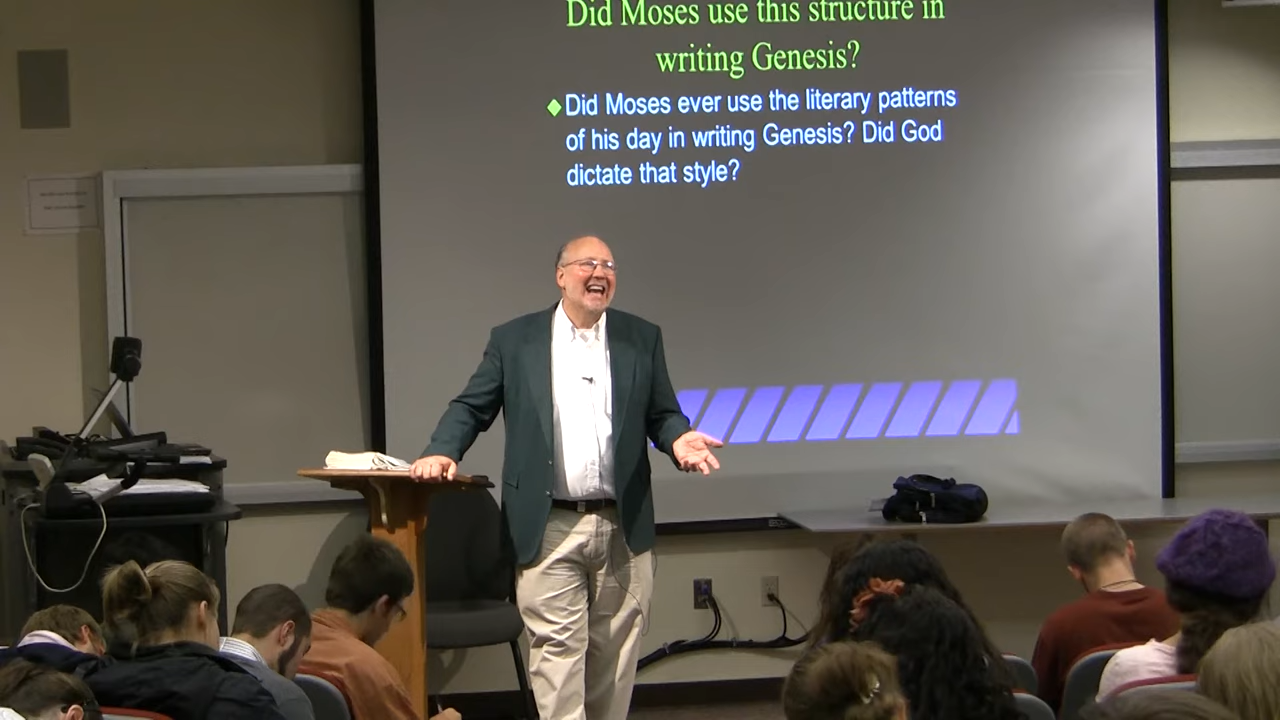 Did Moses use this structure in
writing Genesis?
Did Moses ever use the literary patterns
of his day in writing Genesis? Did God
dictate that style?